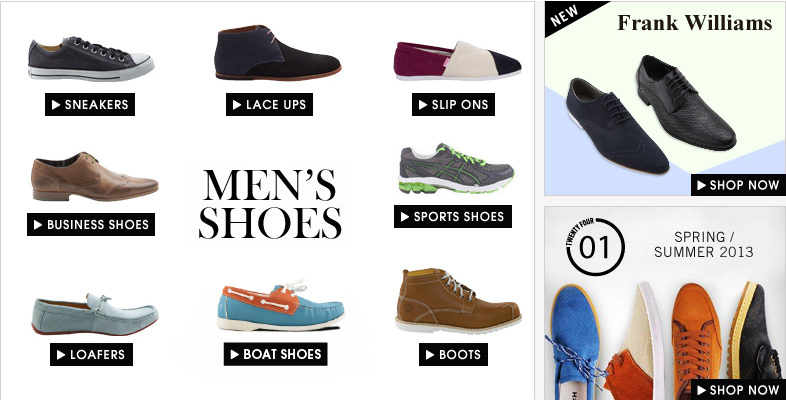 SNEAKERS
LACE UPS
SLIP ONS
BUSINESS SHOES
MEN'S
SHOES
SPORTS SHOES
LOAFERS
BOAT SHOES
BOOTS
NEW
Frank Williams
SHOP NOW
TWENTY FOUR
01
SPRING /
SUMMER 2013
SHOP NOW